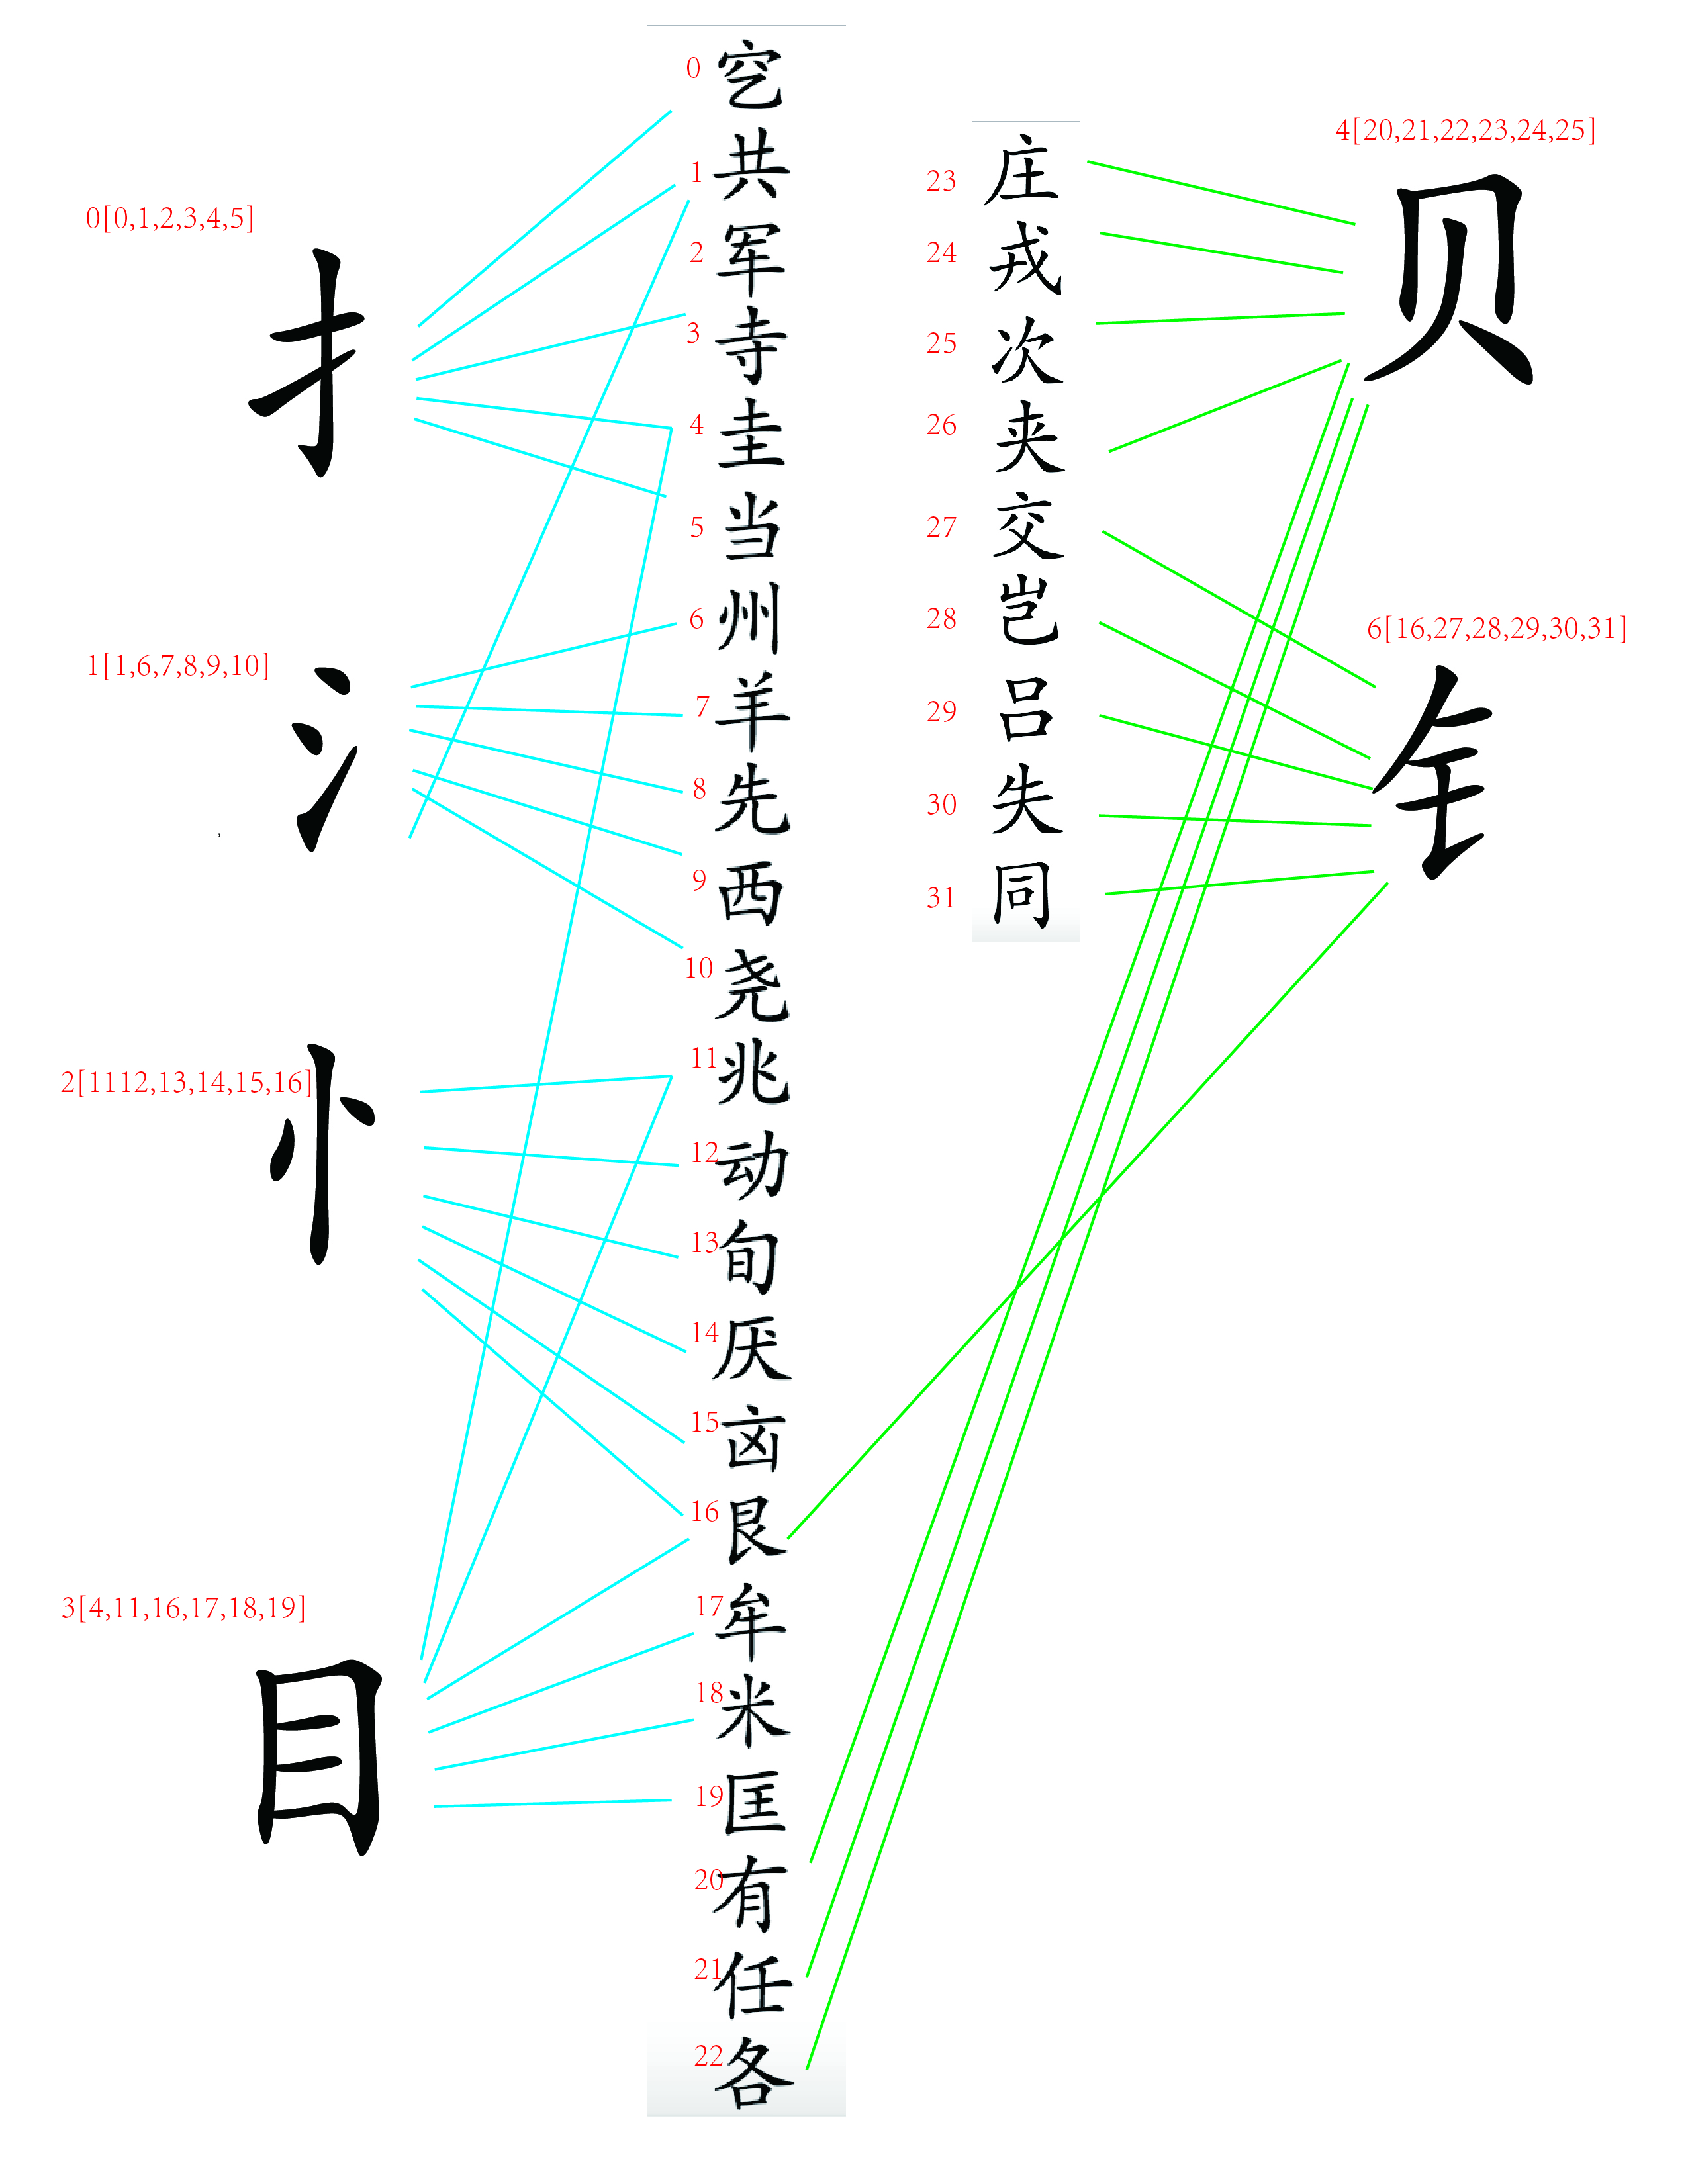 0[0,1,2,3,4,5]
扌
1[1,6,7,8,9,10]
氵
2[1112,13,14,15,16]
忄
3[4,11,16,17,18,19]
目
0 穵
1 共
2 军
3 寺
4 圭
5 当
6 州
7 羊
8 先
9 西
10 尧
11 兆
12 动
13 旬
14 厌
15 卤
16 艮
17 牟
18 米
19 匡
20 有
21 任
22 各
23 庄
24 戎
25 次
26 夹
27 交
28 岂
29 吕
30 失
31 同
4[20,21,22,23,24,25]
贝
6[16,27,28,29,30,31]
钅